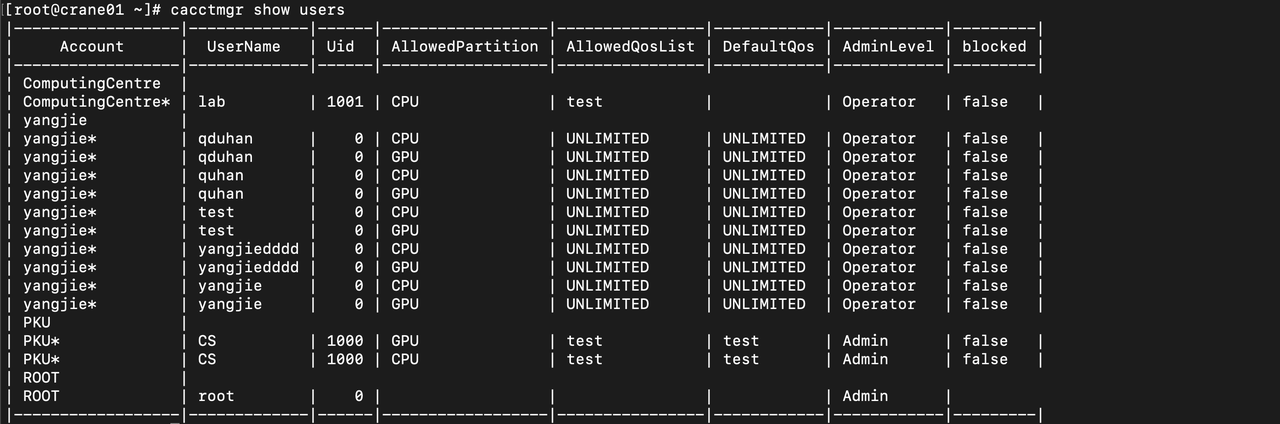 [root@crane01 ~]# cacctmgr show users
|------------------|-------------|------|------------------|----------------|------------|------------|---------|
| Account | UserName | Uid | AllowedPartition | AllowedQosList | DefaultQos | AdminLevel | blocked |
|------------------|-------------|------|------------------|----------------|------------|------------|---------|
| ComputingCentre |
| ComputingCentre* | lab | 1001 | CPU | test | | Operator | false |
| yangjie |
| yangjie* | qduhan | 0 | CPU | UNLIMITED | UNLIMITED | Operator | false |
| yangjie* | qduhan | 0 | GPU | UNLIMITED | UNLIMITED | Operator | false |
| yangjie* | quhan | 0 | CPU | UNLIMITED | UNLIMITED | Operator | false |
| yangjie* | quhan | 0 | GPU | UNLIMITED | UNLIMITED | Operator | false |
| yangjie* | test | 0 | CPU | UNLIMITED | UNLIMITED | Operator | false |
| yangjie* | test | 0 | GPU | UNLIMITED | UNLIMITED | Operator | false |
| yangjie* | yangjiedddd | 0 | CPU | UNLIMITED | UNLIMITED | Operator | false |
| yangjie* | yangjiedddd | 0 | GPU | UNLIMITED | UNLIMITED | Operator | false |
| yangjie* | yangjie | 0 | CPU | UNLIMITED | UNLIMITED | Operator | false |
| yangjie* | yangjie | 0 | GPU | UNLIMITED | UNLIMITED | Operator | false |
| PKU |
| PKU* | CS | 1000 | GPU | test | test | Admin | false |
| PKU* | CS | 1000 | CPU | test | test | Admin | false |
| ROOT |
| ROOT | root | 0 | | | | Admin |
|------------------|-------------|------|------------------|----------------|------------|------------|---------|